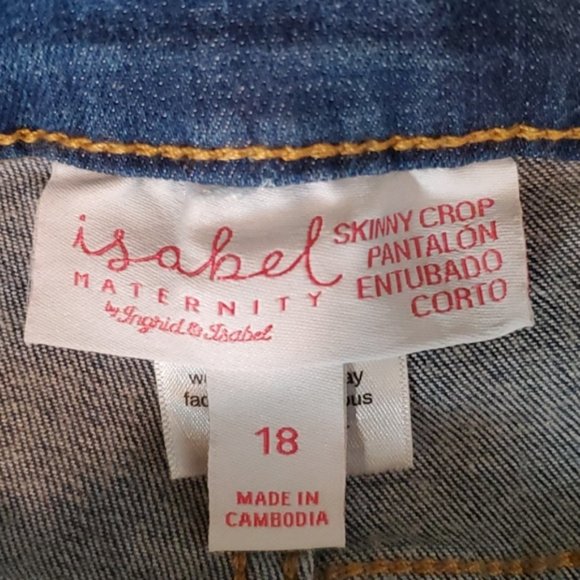 isabel
MATERNITY
by Ingrid & Isabel
SKINNY CROP
PANTALÓN
ENTUBADO
CORTO
18
MADE IN
CAMBODIA